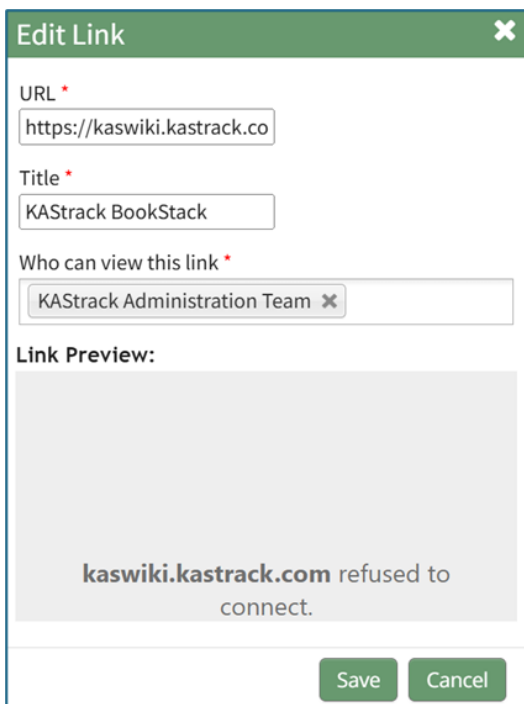 Edit Link
URL *
https://kaswiki.kastrack.co
Title *
KAStrack BookStack
Who can view this link *
KAStrack Administration Team
Link Preview:
kaswiki.kastrack.com refused to
connect.
Save Cancel